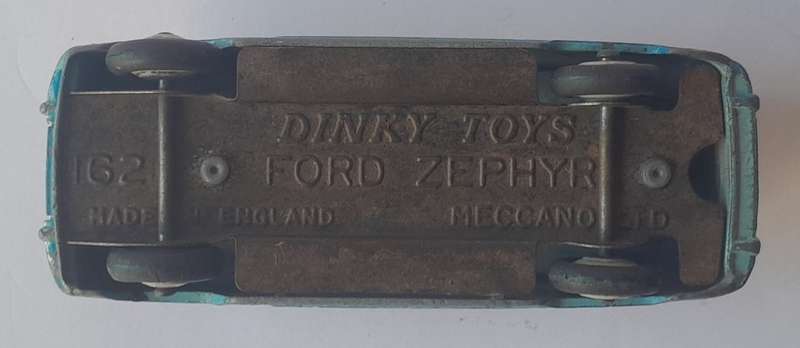 DINKY TOYS
162 FORD ZEPHYR
MADE ENGLAND MECCANO LTD